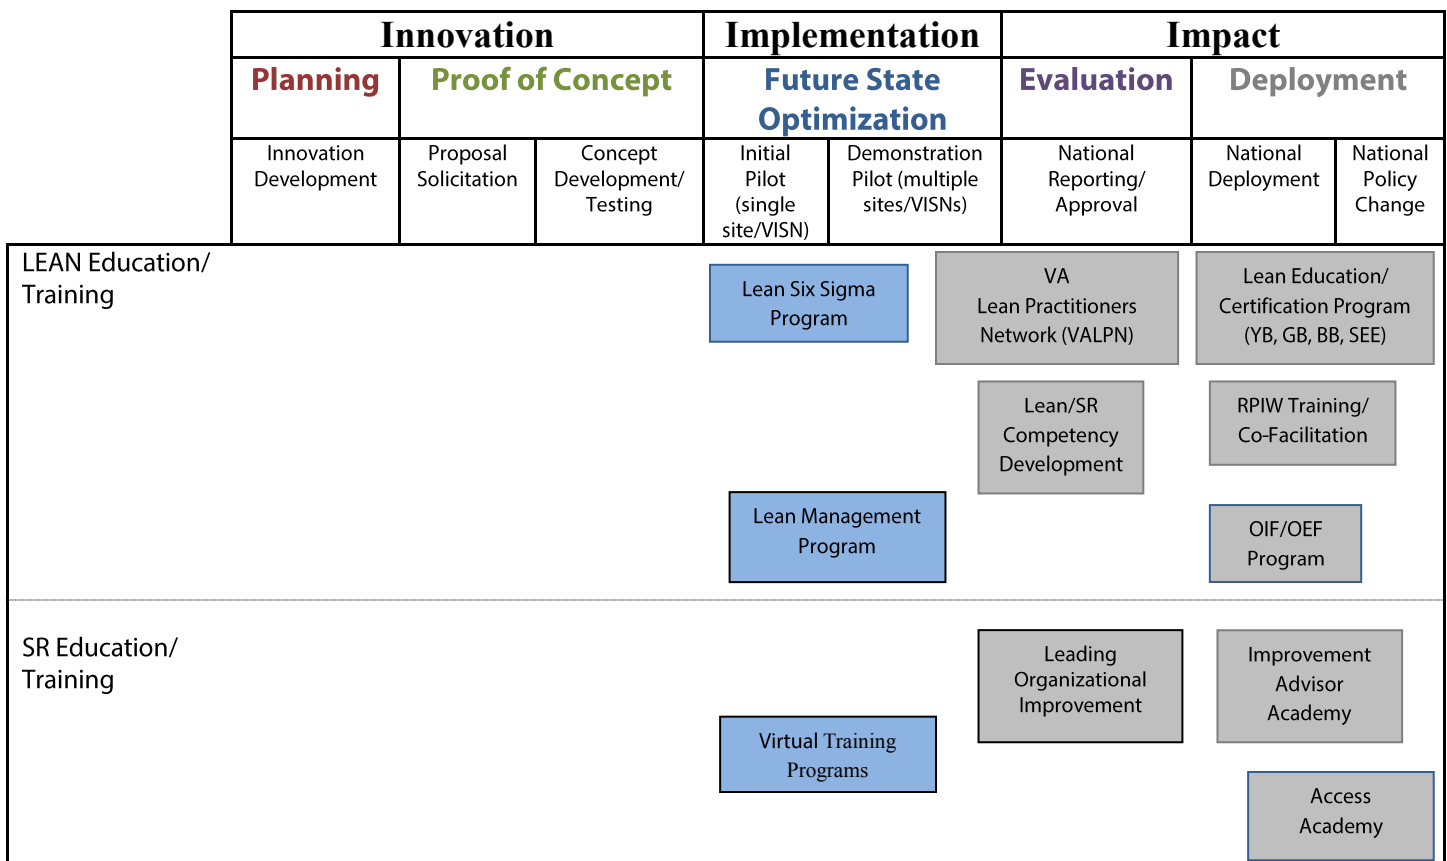 Innovation
Implementation
Impact
Planning
Proof of Concept
Future State
Optimization
Evaluation
Deployment
Innovation
Development
Proposal
Solicitation
Concept
Development/
Testing
Initial
Pilot
(single
site/VISN)
Demonstration
Pilot (multiple
sites/VISNs)
National
Reporting/
Approval
National
Deployment
National
Policy
Change
LEAN Education/
Training
Lean Six Sigma
Program
VA
Lean Practitioners
Network (VALPN)
Lean Education/
Certification Program
(YB, GB, BB, SEE)
Lean/SR
Competency
Development
RPIW Training/
Co-Facilitation
Lean Management
Program
OIF/OEF
Program
SR Education/
Training
Leading
Organizational
Improvement
Improvement
Advisor
Academy
Virtual Training
Programs
Access
Academy